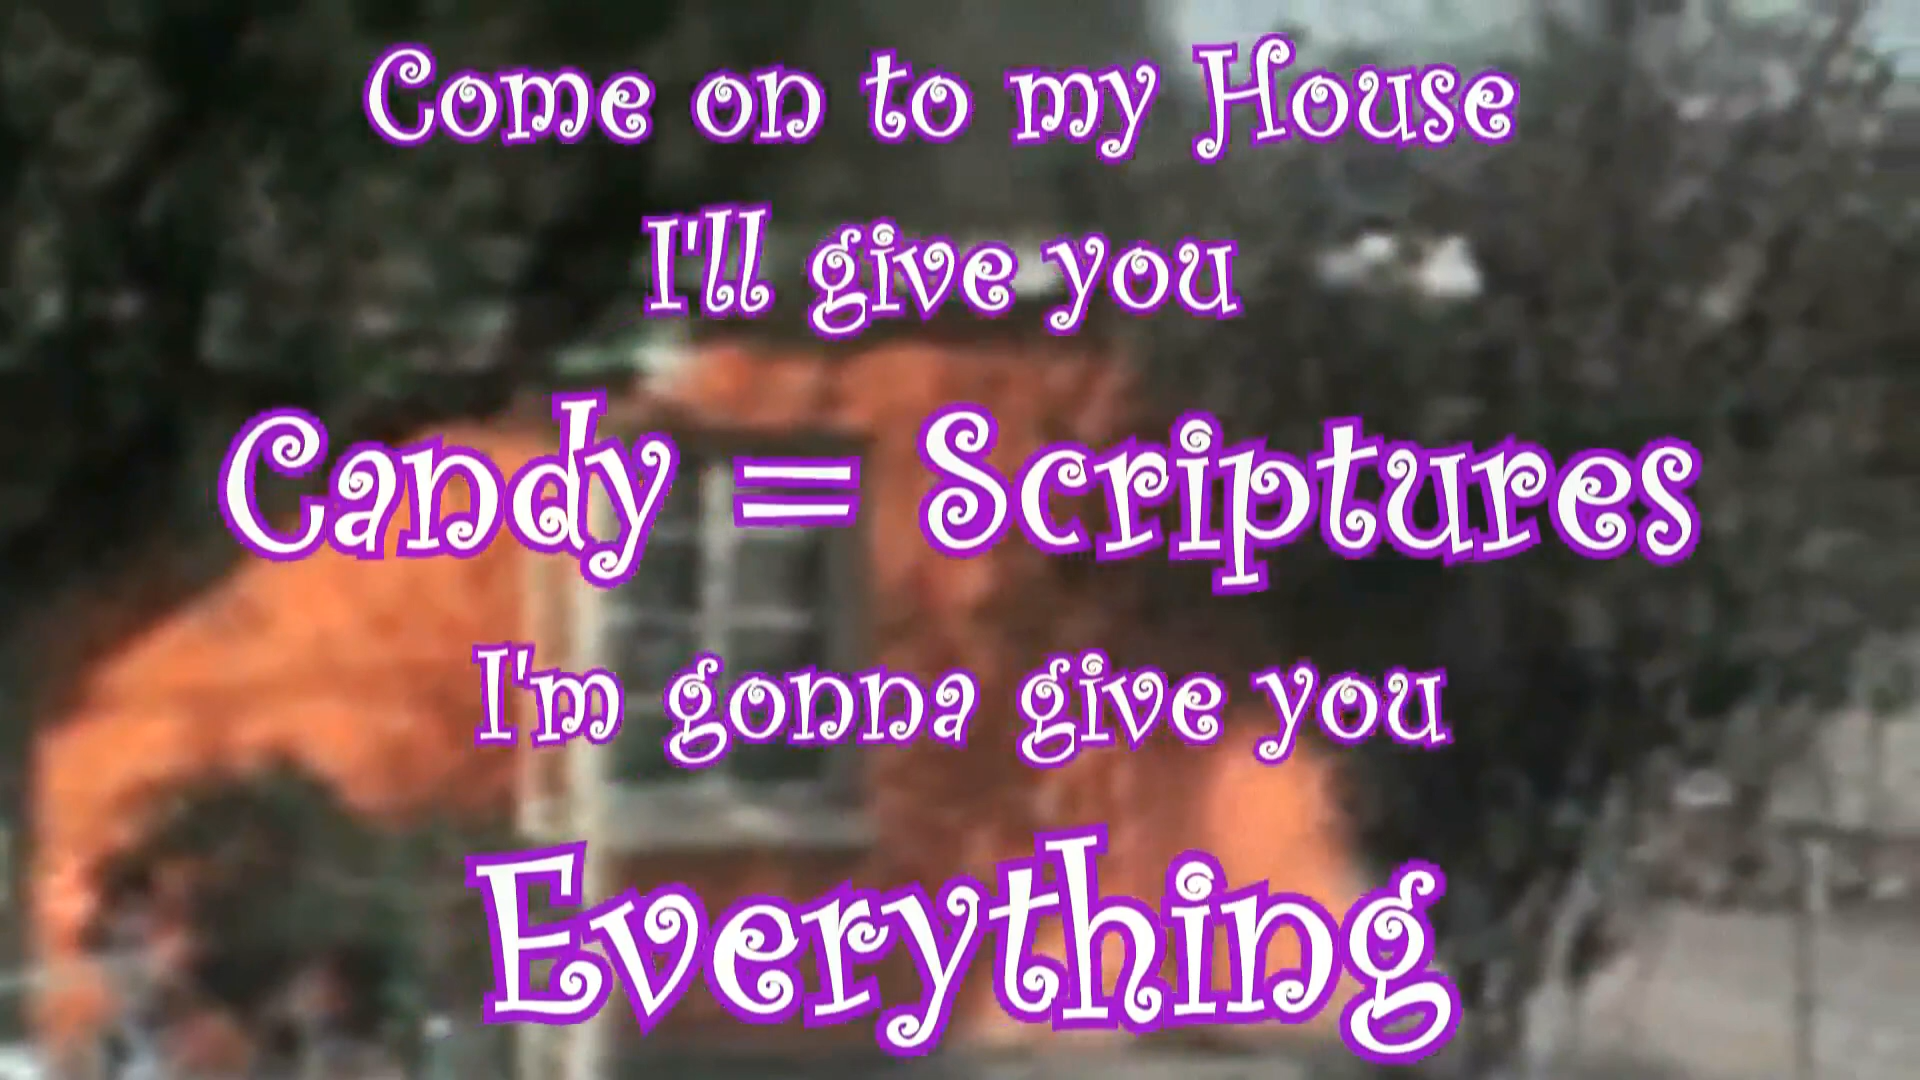 Come on to my House
I'll give you
Candy = Scriptures
I'm gonna give you
Everything